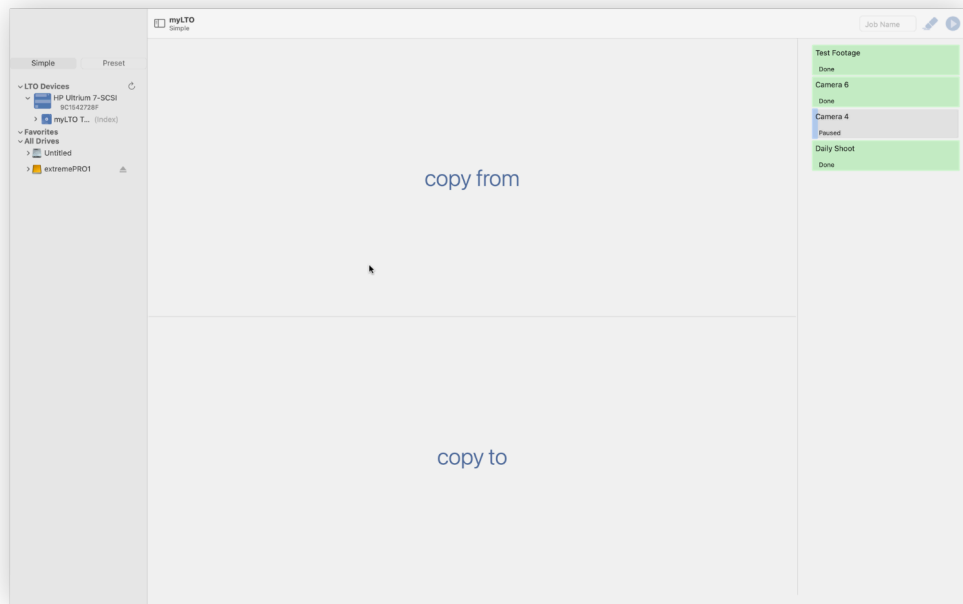 myLTO
Simple
Job Name
Simple
Preset
LTO Devices
HP Ultrium 7-SCSI
9C1542728F
myLTO T... (Index)
Favorites
All Drives
Untitled
extremePRO1
copy from
copy to
Test Footage
Done
Camera 6
Done
Camera 4
Paused
Daily Shoot
Done